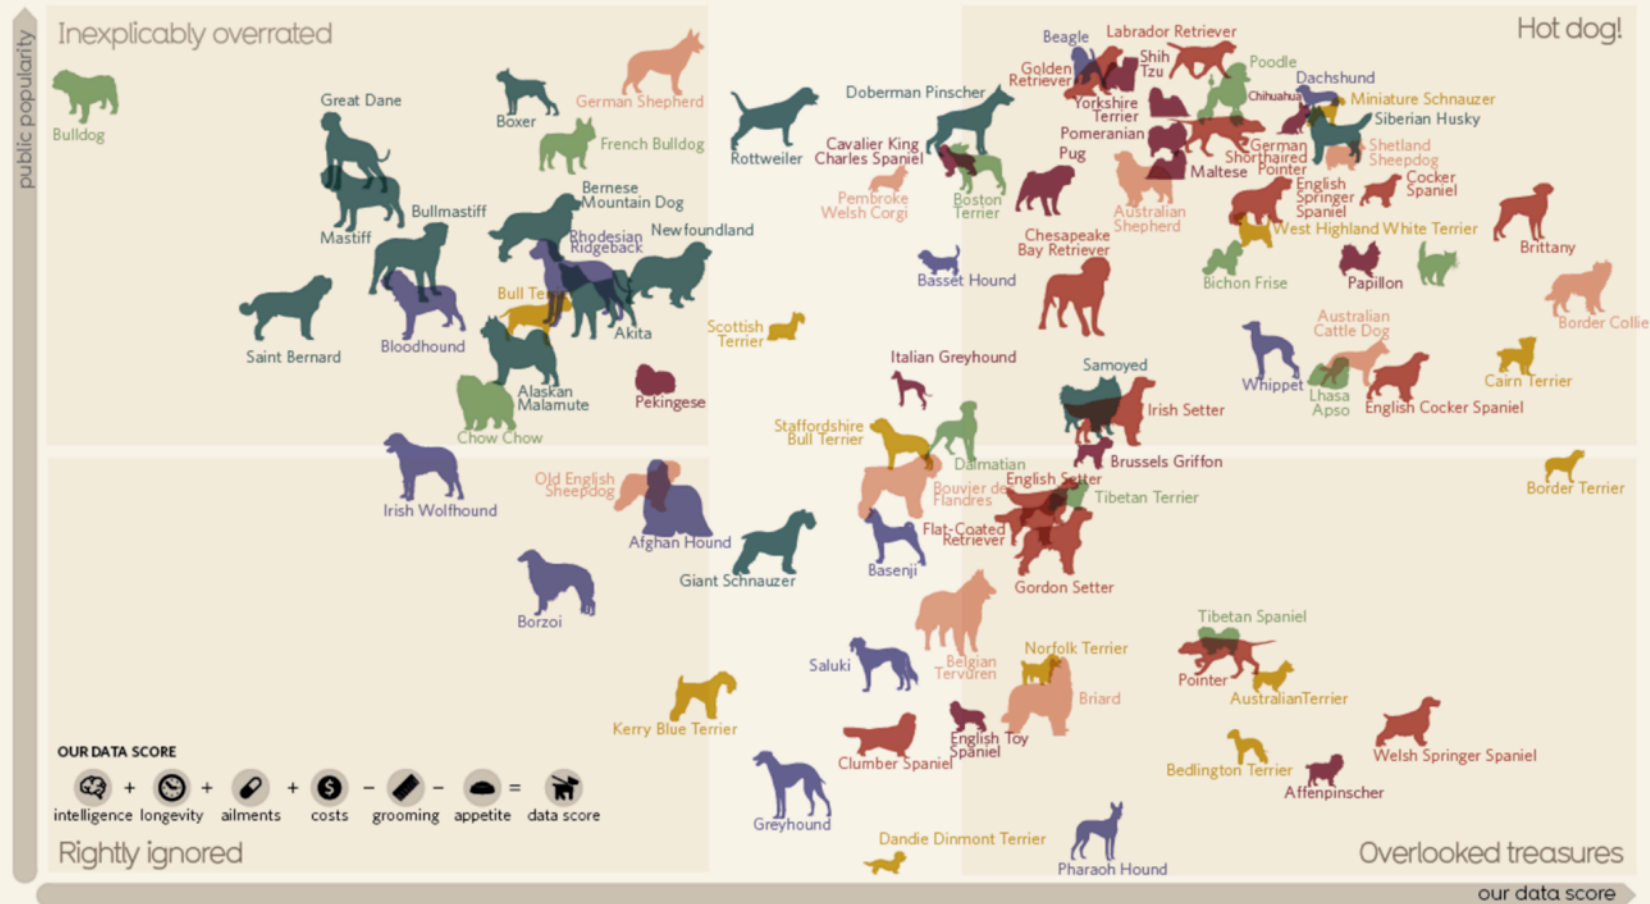 Inexplicably overrated
Hot dog!
public popularity
Bulldog
Great Dane
Boxer
German Shepherd
French Bulldog
Mastiff
Bullmastiff
Bernese
Mountain Dog
Rhodesian
Ridgeback
Newfoundland
Saint Bernard
Bloodhound
Akita
Alaskan
Malamute
Pekingese
Chow Chow
Rottweiler
Doberman Pinscher
Cavalier King
Charles Spaniel
Pembroke
Welsh Corgi
Boston
Terrier
Basset Hound
Scottish
Terrier
Italian Greyhound
Staffordshire
Bull Terrier
Dalmatian
Beagle
Labrador Retriever
Golden
Retriever
Shih
Tzu
Poodle
Yorkshire
Terrier
Chihuahua
Dachshund
Miniature Schnauzer
Siberian Husky
Pomeranian
German
Shorthaired
Pointer
Shetland
Sheepdog
Pug
Maltese
Australian
Shepherd
English
Springer
Spaniel
Cocker
Spaniel
West Highland White Terrier
Brittany
Chesapeake
Bay Retriever
Bichon Frise
Papillon
Border Collie
Australian
Cattle Dog
Whippet
Lhasa
Apso
English Cocker Spaniel
Cairn Terrier
Samoyed
Irish Setter
Brussels Griffon
Irish Wolfhound
Old English
Sheepdog
Afghan Hound
Borzoi
Giant Schnauzer
Bouvier de
Flandres
Basenji
English Setter
Tibetan Terrier
Flat-Coated
Retriever
Gordon Setter
Border Terrier
Saluki
Belgian
Tervuren
Norfolk Terrier
Briard
Tibetan Spaniel
Pointer
AustralianTerrier
Kerry Blue Terrier
Clumber Spaniel
English Toy
Spaniel
Welsh Springer Spaniel
Bedlington Terrier
Affenpinscher
Greyhound
Dandie Dinmont Terrier
Pharaoh Hound
OUR DATA SCORE
+ + + − − =
intelligence longevity ailments costs grooming appetite data score
Rightly ignored
Overlooked treasures
our data score